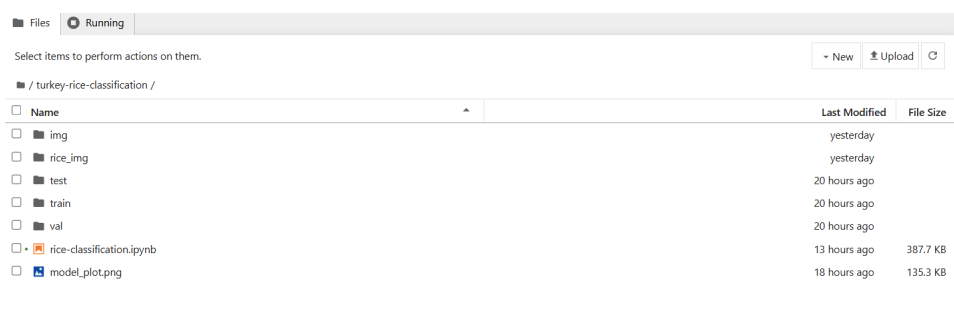 Files Running
Select items to perform actions on them. New Upload
/ turkey-rice-classification /
Name Last Modified File Size
img yesterday
rice_img yesterday
test 20 hours ago
train 20 hours ago
val 20 hours ago
rice-classification.ipynb 13 hours ago 387.7 KB
model_plot.png 18 hours ago 135.3 KB